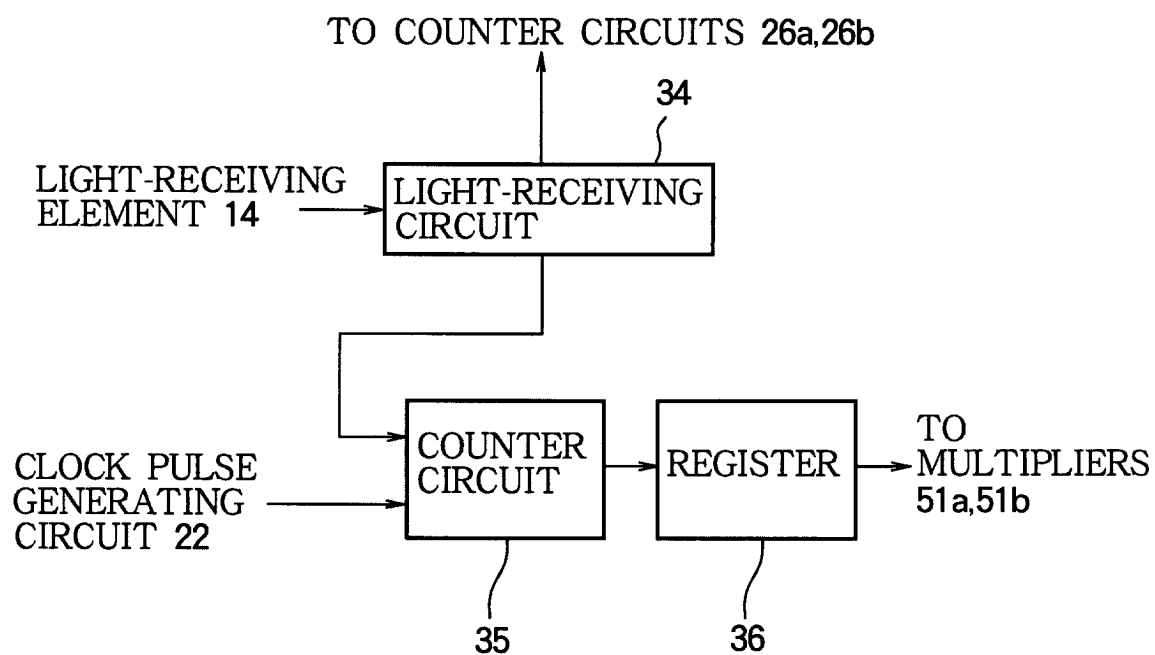 TO COUNTER CIRCUITS 26a,26b
34
LIGHT-RECEIVING
ELEMENT 14
LIGHT-RECEIVING
CIRCUIT
CLOCK PULSE
GENERATING
CIRCUIT 22
COUNTER
CIRCUIT
REGISTER
TO
MULTIPLIERS
51a,51b
35
36